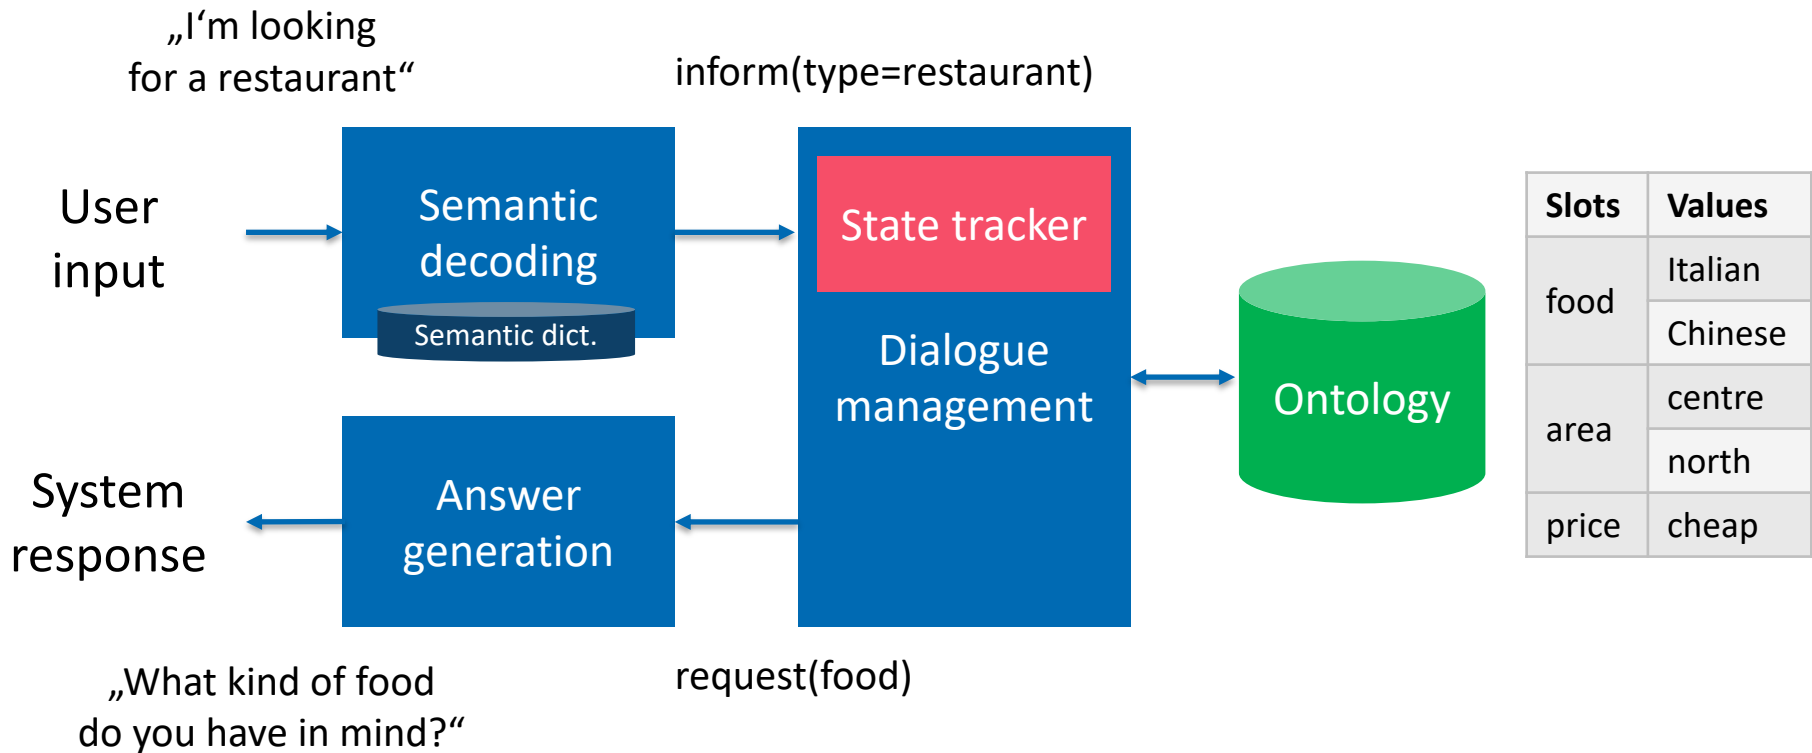 „I‘m looking
for a restaurant“
inform(type=restaurant)
User
input
Semantic
decoding
Semantic dict.
State tracker
Dialogue
management
Ontology
Slots Values
food Italian
Chinese
area centre
north
price cheap
System
response
Answer
generation
„What kind of food
do you have in mind?“
request(food)